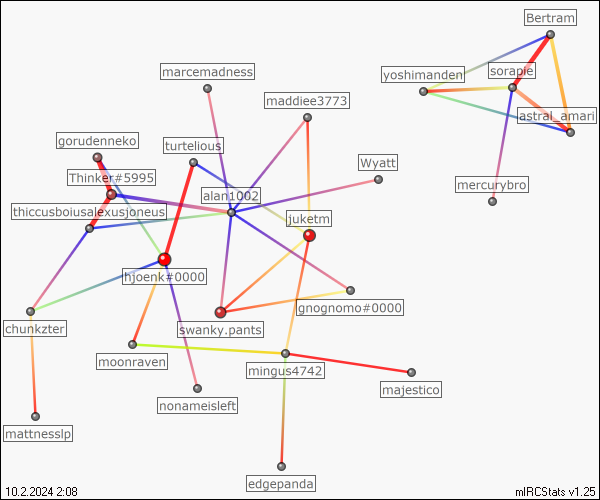 Bertram
marcemadness
sorapie
yoshimanden
maddiee3773
astral_amari
gorudenneko
turtelious
Wyatt
Thinker#5995
mercurybro
alan1002
thiccusboiusalexusjoneus
juketm
hjoenk#0000
gnognomo#0000
chunkzter
swanky.pants
moonraven
mingus4742
majestico
nonameisleft
mattnesslp
edgepanda
10.2.2024 2:08
mIRCStats v1.25